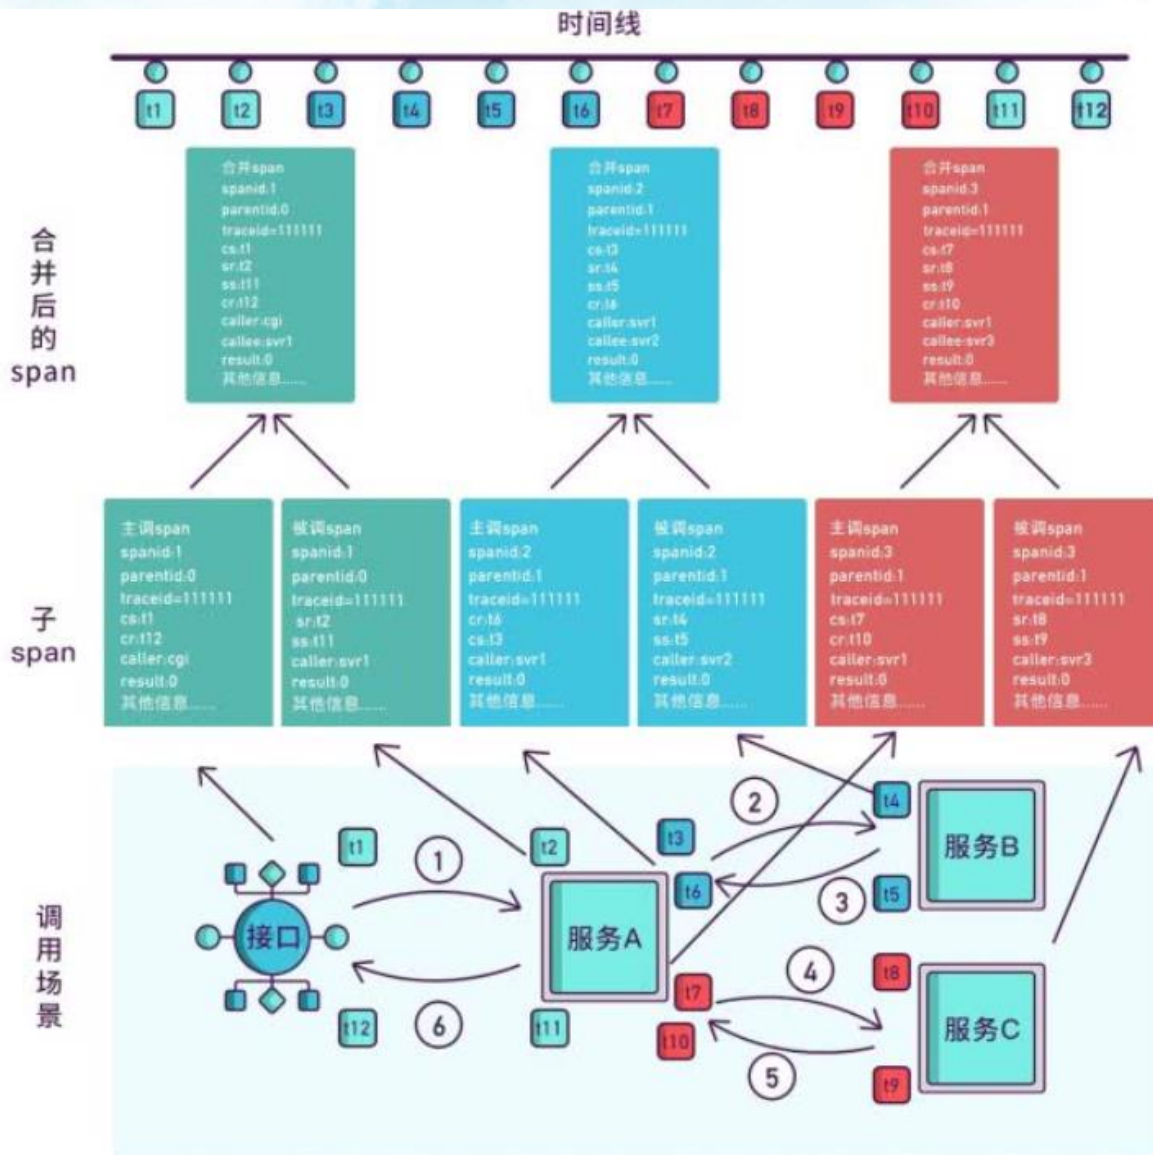 时间线
t1
t2
t3
t4
t5
t6
t7
t8
t9
t10
t11
t12
合并后的span
合并span
spanid:1
parentid:0
traceid=111111
cs:t1
sr:t2
ss:t11
cr:t12
caller:cgi
callee:svr1
result:0
其他信息......
合并span
spanid:2
parentid:1
traceid=111111
cs:t3
sr:t4
ss:t5
cr:t6
caller:svr1
callee:svr2
result:0
其他信息......
合并span
spanid:3
parentid:1
traceid=111111
cs:t7
sr:t8
ss:t9
cr:t10
caller:svr1
callee:svr3
result:0
其他信息......
子span
主调span
spanid:1
parentid:0
traceid=111111
cs:t1
cr:t12
caller:cgi
result:0
其他信息......
被调span
spanid:1
parentid:0
traceid=111111
sr:t2
ss:t11
caller:svr1
result:0
其他信息......
主调span
spanid:2
parentid:1
traceid=111111
cr:t6
cs:t3
caller:svr1
result:0
其他信息......
被调span
spanid:2
parentid:1
traceid=111111
sr:t4
ss:t5
caller:svr2
result:0
其他信息......
主调span
spanid:3
parentid:1
traceid=111111
cs:t7
cr:t10
caller:svr1
result:0
其他信息......
被调span
spanid:3
parentid:1
traceid=111111
sr:t8
ss:t9
caller:svr3
result:0
其他信息......
调用场景
接口
t1
1
t2
服务A
t12
6
t11
t3
t6
2
t4
服务B
3
t5
t7
t10
4
t8
服务C
5
t9